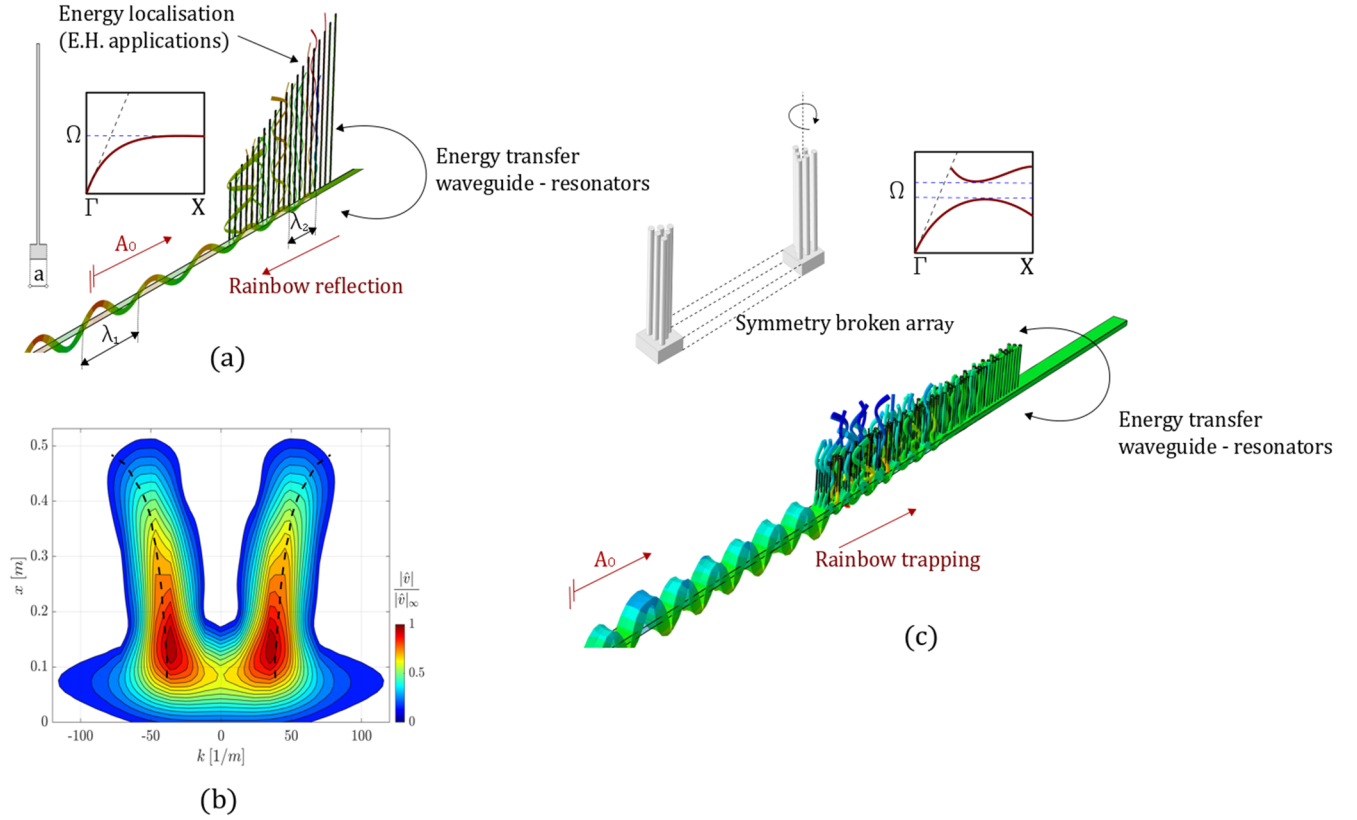 Energy localisation
(E.H. applications)
Ω
Γ
X
a
Energy transfer
waveguide - resonators
λ₂
A₀
Rainbow reflection
λ₁
(a)
0.5
0.4
0.3
0.2
0.1
0
x [m]
-100
-50
0
50
100
k [1/m]
|v̂|
|v̂|∞
1
0.5
0
(b)
Ω
Γ
X
Symmetry broken array
Energy transfer
waveguide - resonators
A₀
Rainbow trapping
(c)